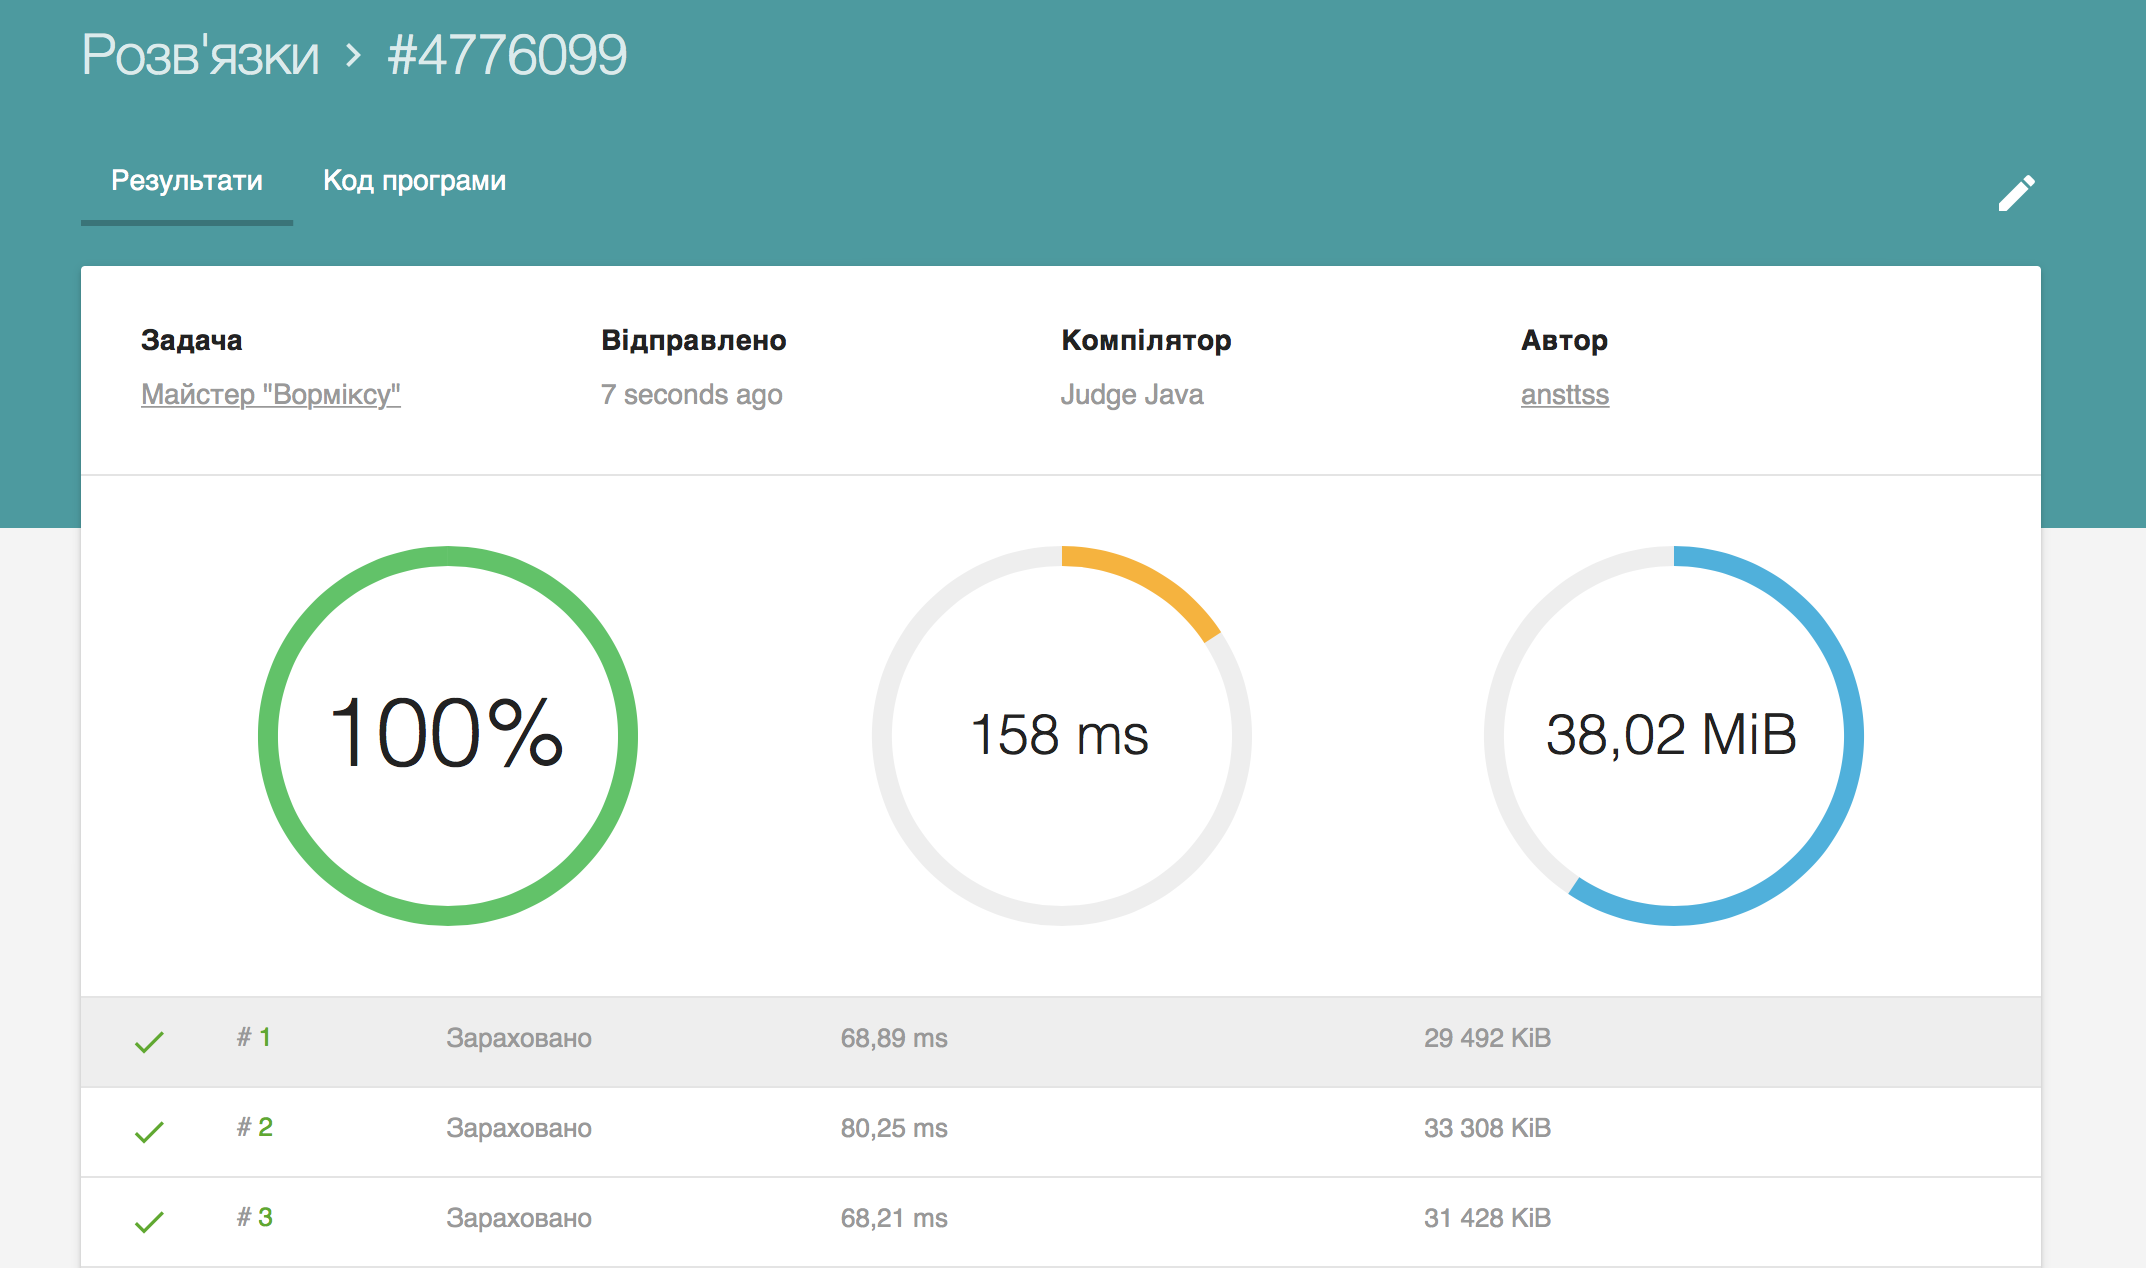 Розв'язки › #4776099
Результати Код програми
Задача Відправлено Компілятор Автор
Майстер "Ворміксу" 7 seconds ago Judge Java ansttss
100% 158 ms 38,02 MiB
# 1 Зараховано 68,89 ms 29 492 KiB
# 2 Зараховано 80,25 ms 33 308 KiB
# 3 Зараховано 68,21 ms 31 428 KiB